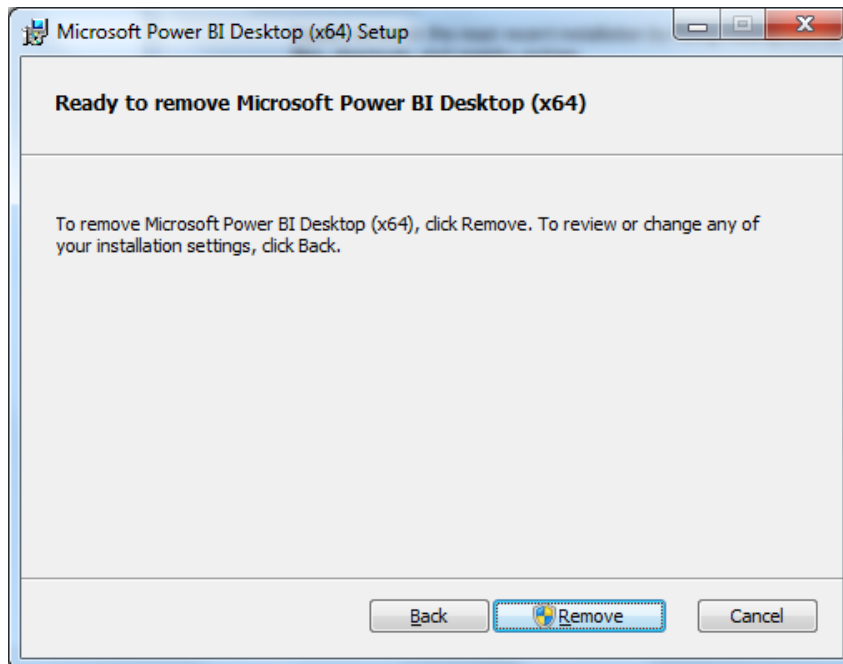 Microsoft Power BI Desktop (x64) Setup
Ready to remove Microsoft Power BI Desktop (x64)
To remove Microsoft Power BI Desktop (x64), click Remove. To review or change any of
your installation settings, click Back.
Back Remove Cancel